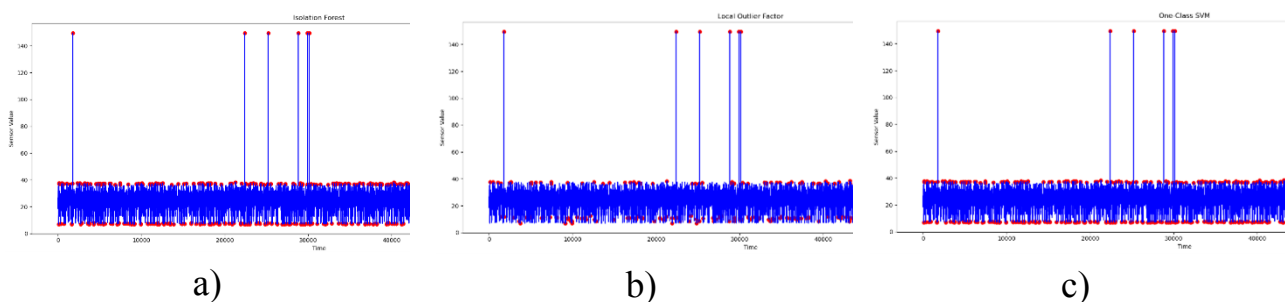 Isolation Forest
Sensor Value
140
120
100
80
60
40
20
0
0 10000 20000 30000 40000
Time
a)
Local Outlier Factor
Sensor Value
140
120
100
80
60
40
20
0
0 10000 20000 30000 40000
Time
b)
One-Class SVM
Sensor Value
140
120
100
80
60
40
20
0
0 10000 20000 30000 40000
Time
c)